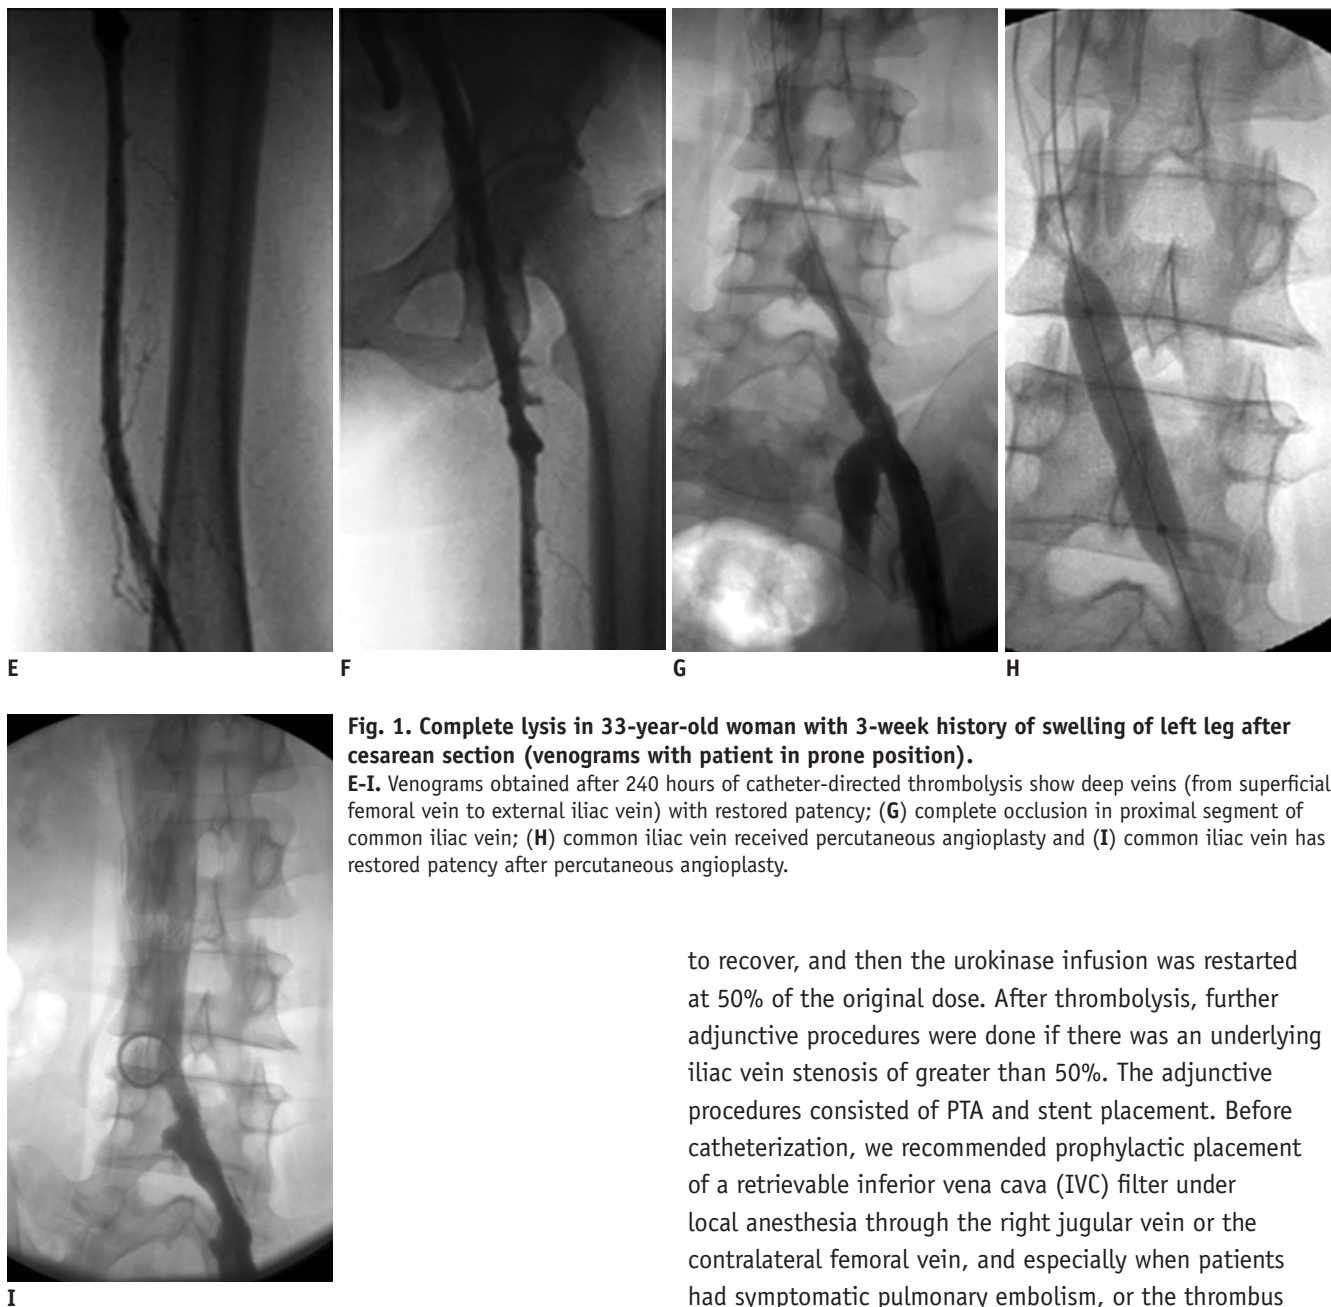 E
F
G
H
Fig. 1. Complete lysis in 33-year-old woman with 3-week history of swelling of left leg after
cesarean section (venograms with patient in prone position).
E-I. Venograms obtained after 240 hours of catheter-directed thrombolysis show deep veins (from superficial
femoral vein to external iliac vein) with restored patency; (G) complete occlusion in proximal segment of
common iliac vein; (H) common iliac vein received percutaneous angioplasty and (I) common iliac vein has
restored patency after percutaneous angioplasty.
I
to recover, and then the urokinase infusion was restarted
at 50% of the original dose. After thrombolysis, further
adjunctive procedures were done if there was an underlying
iliac vein stenosis of greater than 50%. The adjunctive
procedures consisted of PTA and stent placement. Before
catheterization, we recommended prophylactic placement
of a retrievable inferior vena cava (IVC) filter under
local anesthesia through the right jugular vein or the
contralateral femoral vein, and especially when patients
had symptomatic pulmonary embolism, or the thrombus